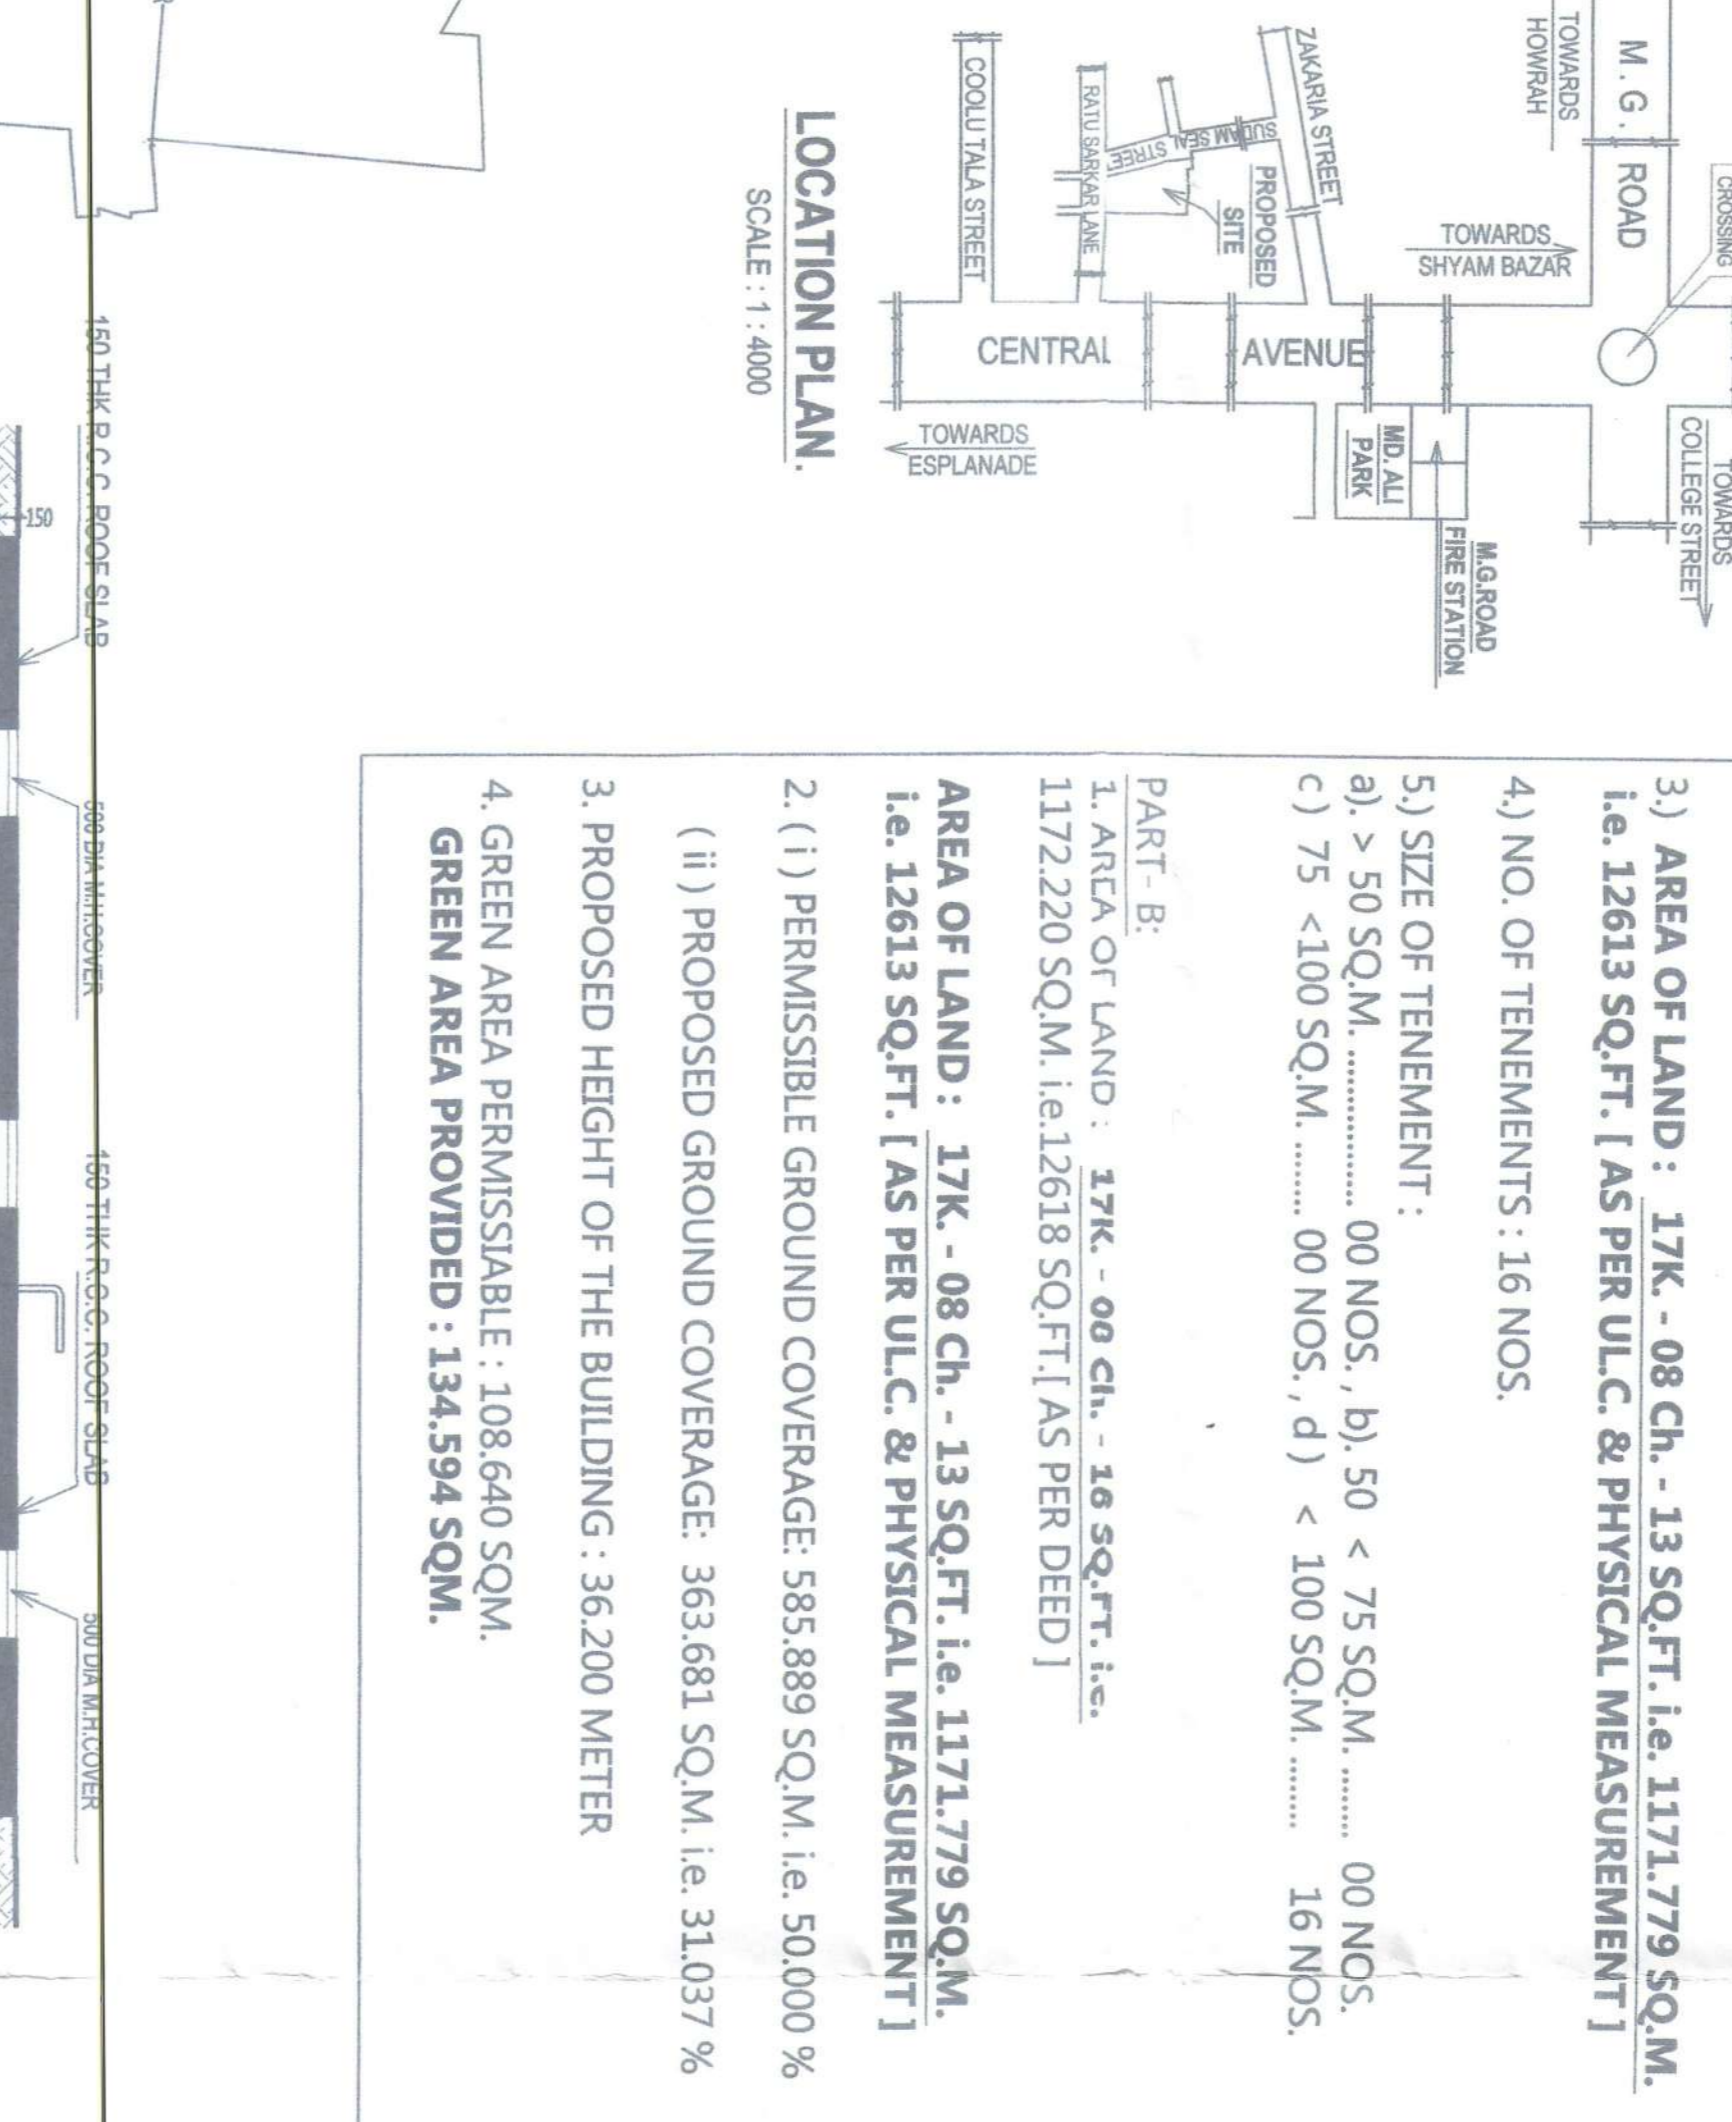 3.) AREA OF LAND : 17K. - 08 Ch. - 13 SQ.FT. i.e. 1171.779 SQ.M.
i.e. 12613 SQ.FT. [ AS PER UL.C. & PHYSICAL MEASUREMENT ]
4.) NO. OF TENEMENTS : 16 NOS.
5.) SIZE OF TENEMENT :
a). > 50 SQ.M. .................. 00 NOS. , b). 50 < 75 SQ.M. ........ 00 NOS.
c ) 75 <100 SQ.M. ........ 00 NOS. , d ) < 100 SQ.M. ........ 16 NOS.
PART- B:
1. AREA OF LAND : 17K. - 08 Ch. - 16 SQ.FT. i.e.
1172.220 SQ.M. i.e.12618 SQ.FT.[ AS PER DEED ]
AREA OF LAND : 17K. - 08 Ch. - 13 SQ.FT. i.e. 1171.779 SQ.M.
i.e. 12613 SQ.FT. [ AS PER UL.C. & PHYSICAL MEASUREMENT ]
2. ( i ) PERMISSIBLE GROUND COVERAGE: 585.889 SQ.M. i.e. 50.000 %
( ii ) PROPOSED GROUND COVERAGE: 363.681 SQ.M. i.e. 31.037 %
3. PROPOSED HEIGHT OF THE BUILDING : 36.200 METER
4. GREEN AREA PERMISSIABLE : 108.640 SQM.
GREEN AREA PROVIDED : 134.594 SQM.
CROSSING
M . G . ROAD
TOWARDS
HOWRAH
TOWARDS
COLLEGE STREET
TOWARDS
SHYAM BAZAR
M.G.ROAD
FIRE STATION
MD. ALI
PARK
ZAKARIA STREET
PROPOSED
SITE
SUDAM SEAL STREET
RATU SARKAR LANE
COOLU TALA STREET
CENTRAL AVENUE
TOWARDS
ESPLANADE
LOCATION PLAN.
SCALE : 1 : 4000
150 THK R.C.C. ROOF SLAB
500 DIA M.H.COVER
150 THK R.C.C. ROOF SLAB
500 DIA M.H.COVER
150